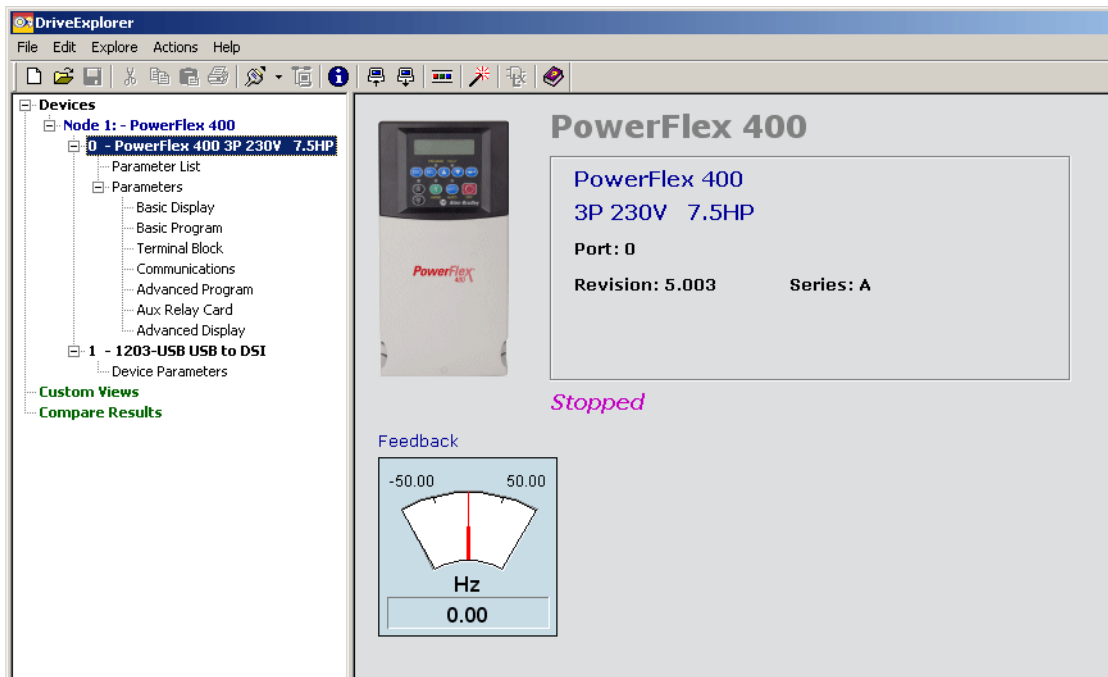 DriveExplorer
File Edit Explore Actions Help
Devices
Node 1: - PowerFlex 400
0 - PowerFlex 400 3P 230V 7.5HP
Parameter List
Parameters
Basic Display
Basic Program
Terminal Block
Communications
Advanced Program
Aux Relay Card
Advanced Display
1 - 1203-USB USB to DSI
Device Parameters
Custom Views
Compare Results
PowerFlex 400
PowerFlex 400
3P 230V 7.5HP
Port: 0
Revision: 5.003 Series: A
Allen-Bradley
PowerFlex
400
Stopped
Feedback
-50.00 50.00
Hz
0.00